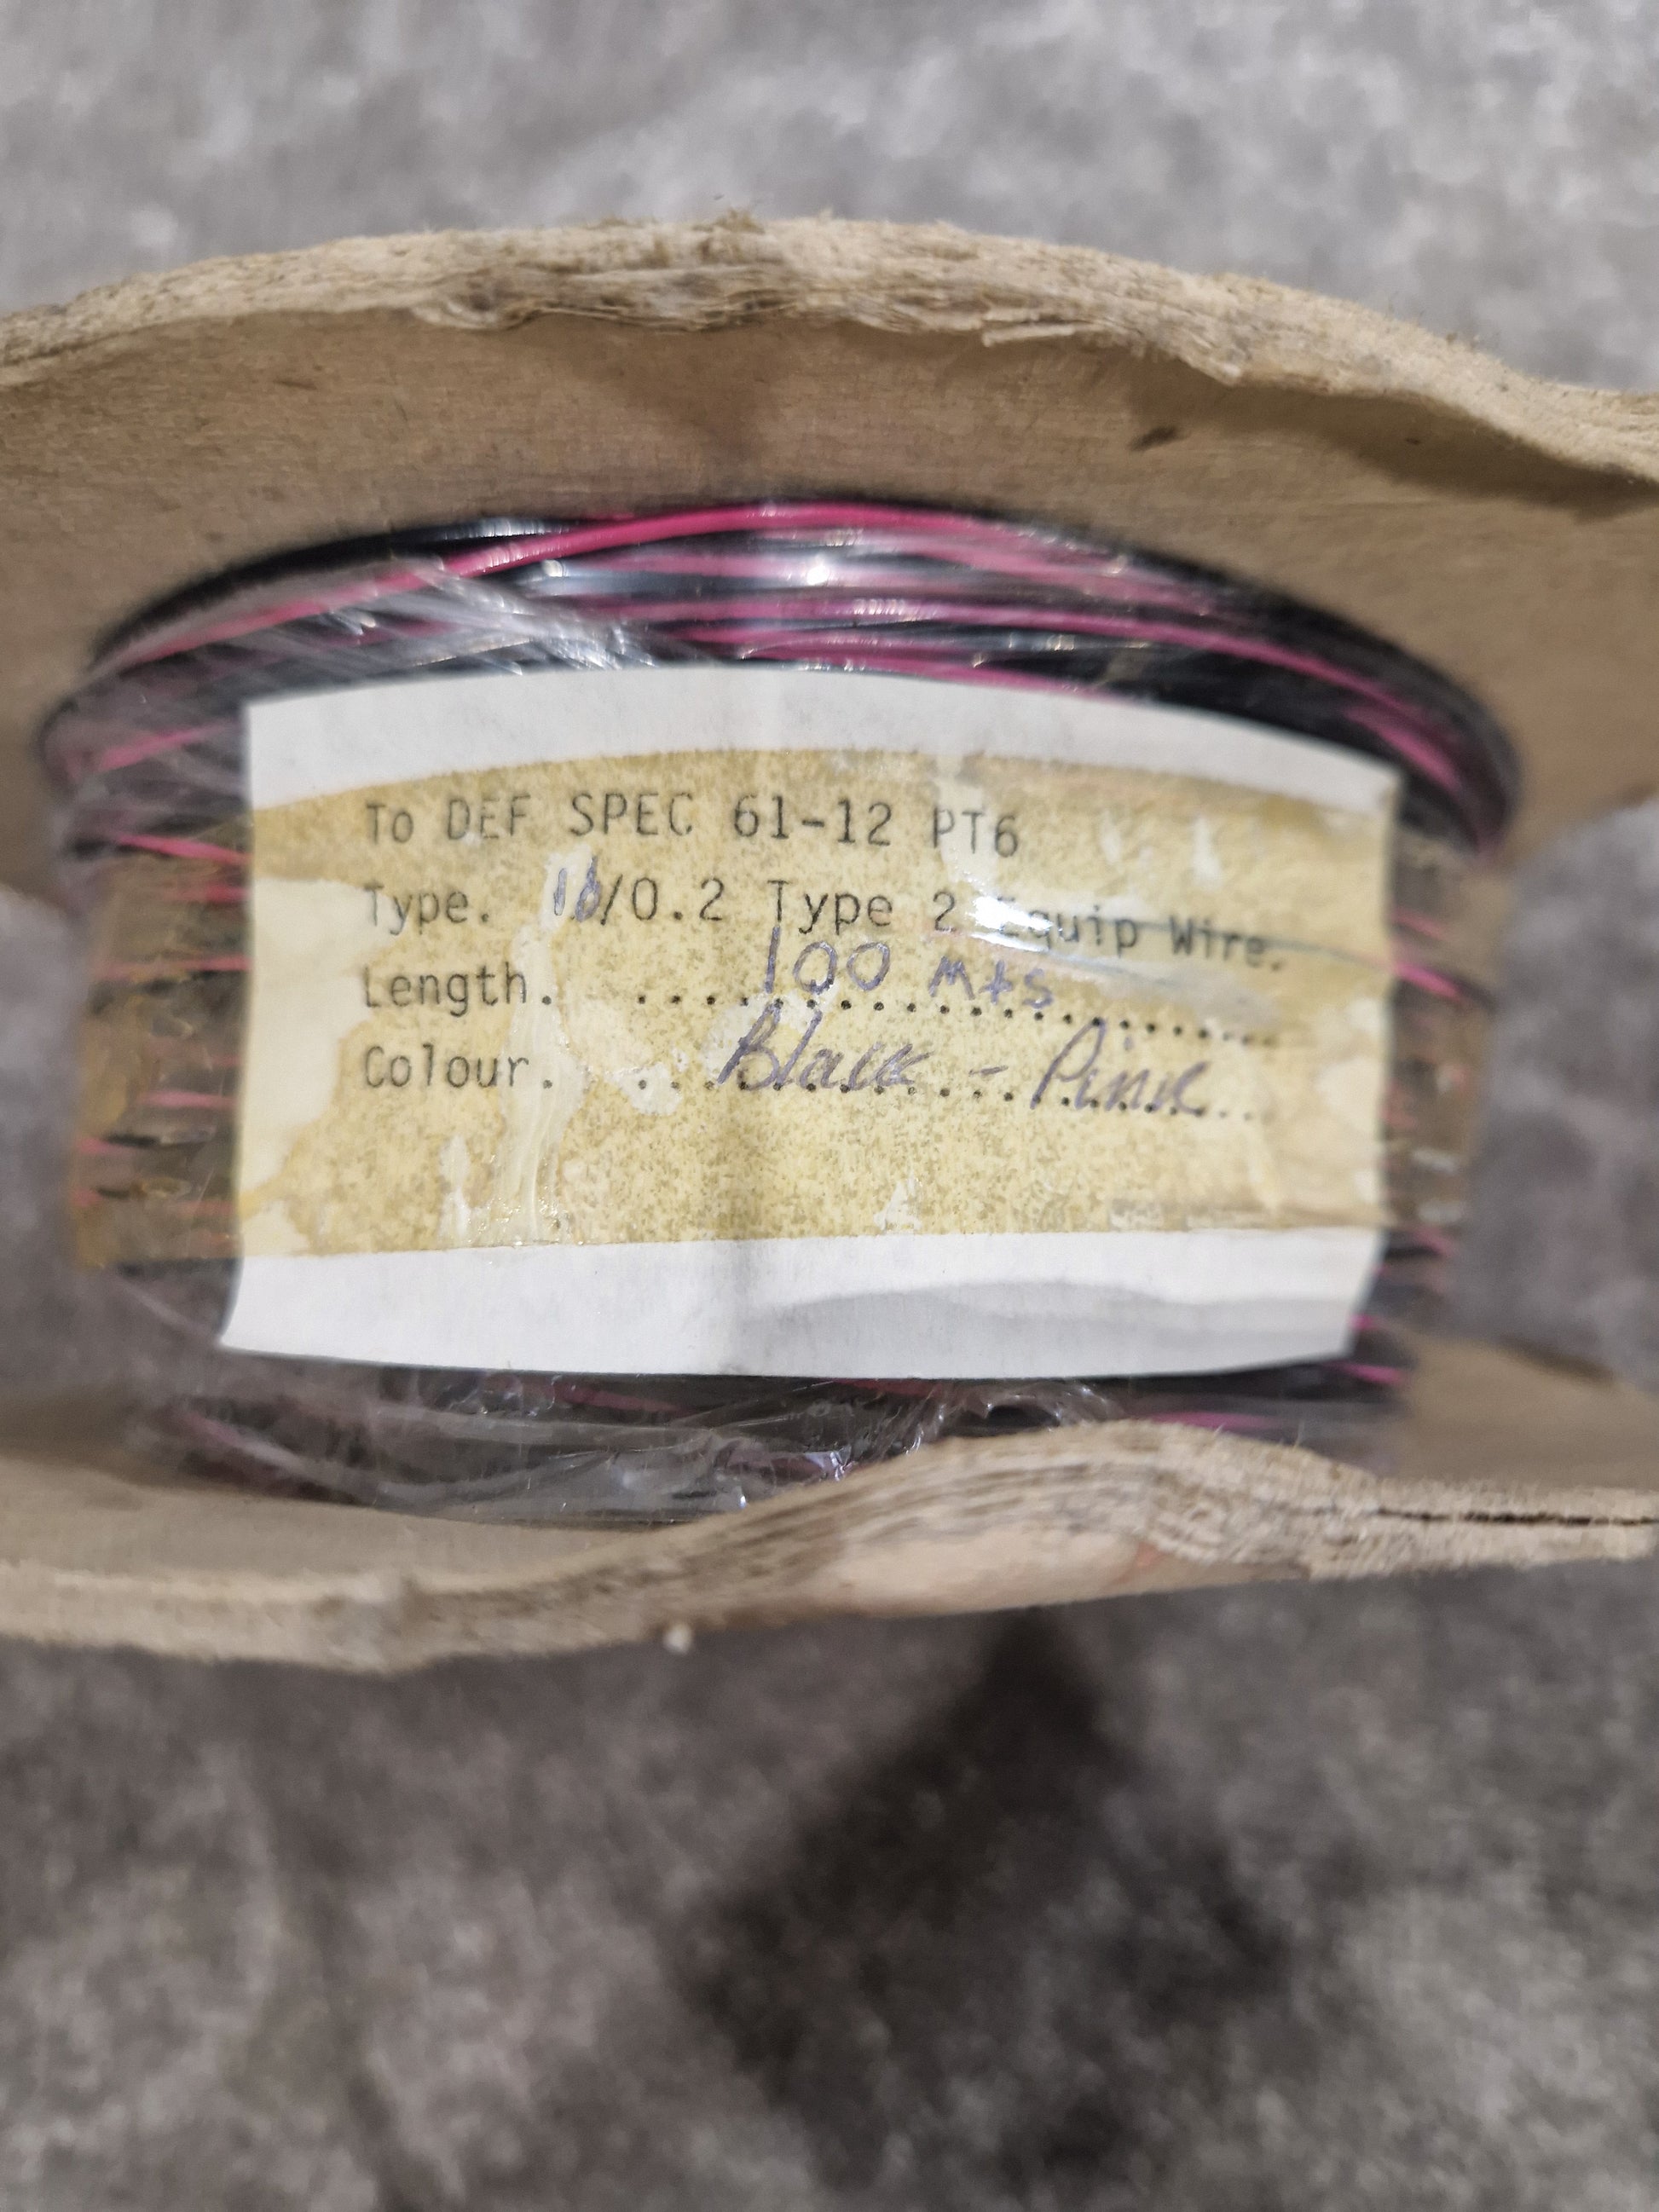 To DEF SPEC 61-12 PT6
Type. 16/0.2 Type 2 Equip Wire.
Length. ....100 mts....
Colour. ...Black - Pink...